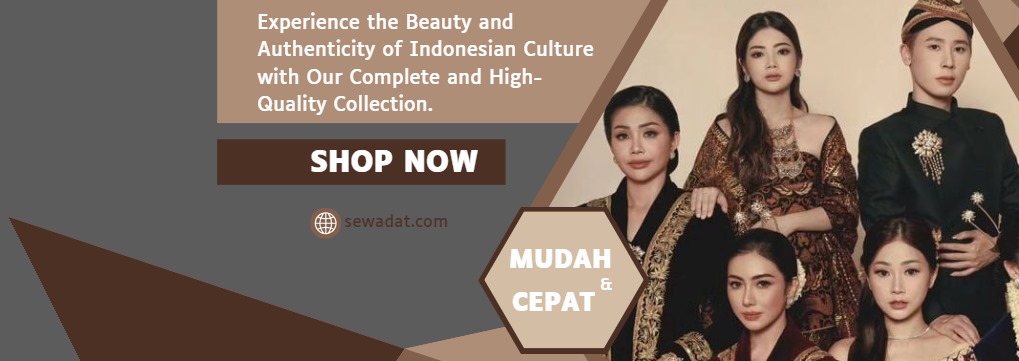 Experience the Beauty and
Authenticity of Indonesian Culture
with Our Complete and High-
Quality Collection.
SHOP NOW
sewadat.com
MUDAH
&
CEPAT